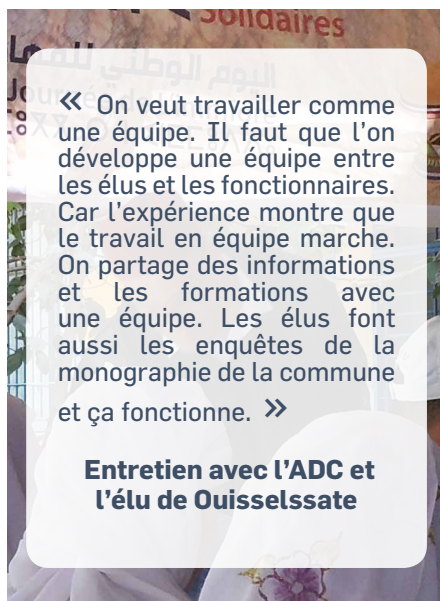 Solidaires
اليوم الوطني
« On veut travailler comme
une équipe. Il faut que l’on
développe une équipe entre
les élus et les fonctionnaires.
Car l’expérience montre que
le travail en équipe marche.
On partage des informations
et les formations avec
une équipe. Les élus font
aussi les enquêtes de la
monographie de la commune
et ça fonctionne. »
Entretien avec l’ADC et
l’élu de Ouisselssate